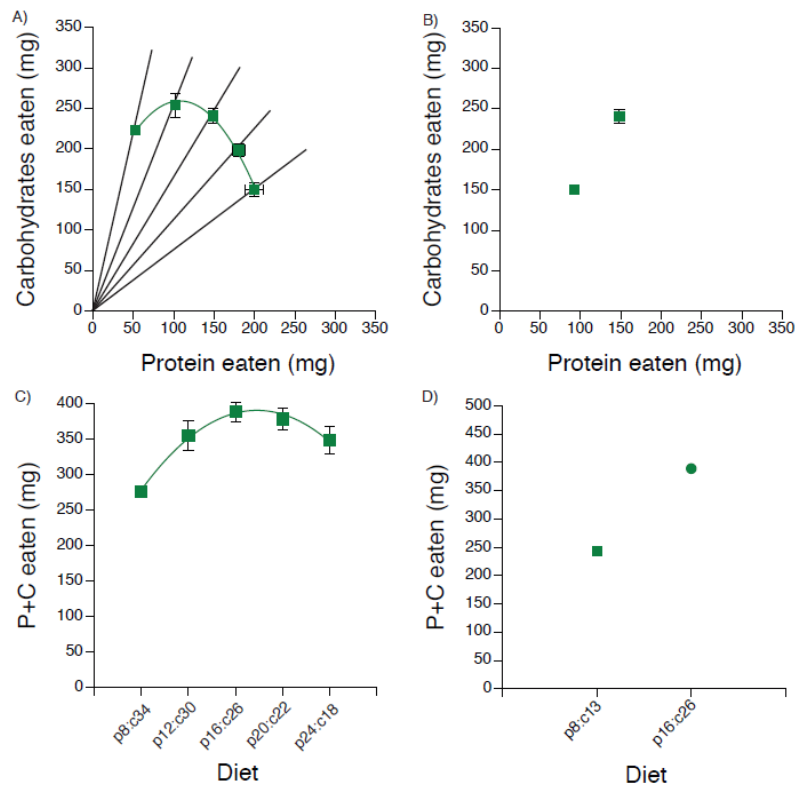 A)
350
300
250
200
150
100
50
0
0 50 100 150 200 250 300 350
Carbohydrates eaten (mg)
Protein eaten (mg)
B)
350
300
250
200
150
100
50
0
0 50 100 150 200 250 300 350
Carbohydrates eaten (mg)
Protein eaten (mg)
C)
400
350
300
250
200
150
100
50
0
P+C eaten (mg)
p8:c34
p12:c30
p16:c26
p20:c22
p24:c18
Diet
D)
500
450
400
350
300
250
200
150
100
50
0
P+C eaten (mg)
p8:c13
p16:c26
Diet